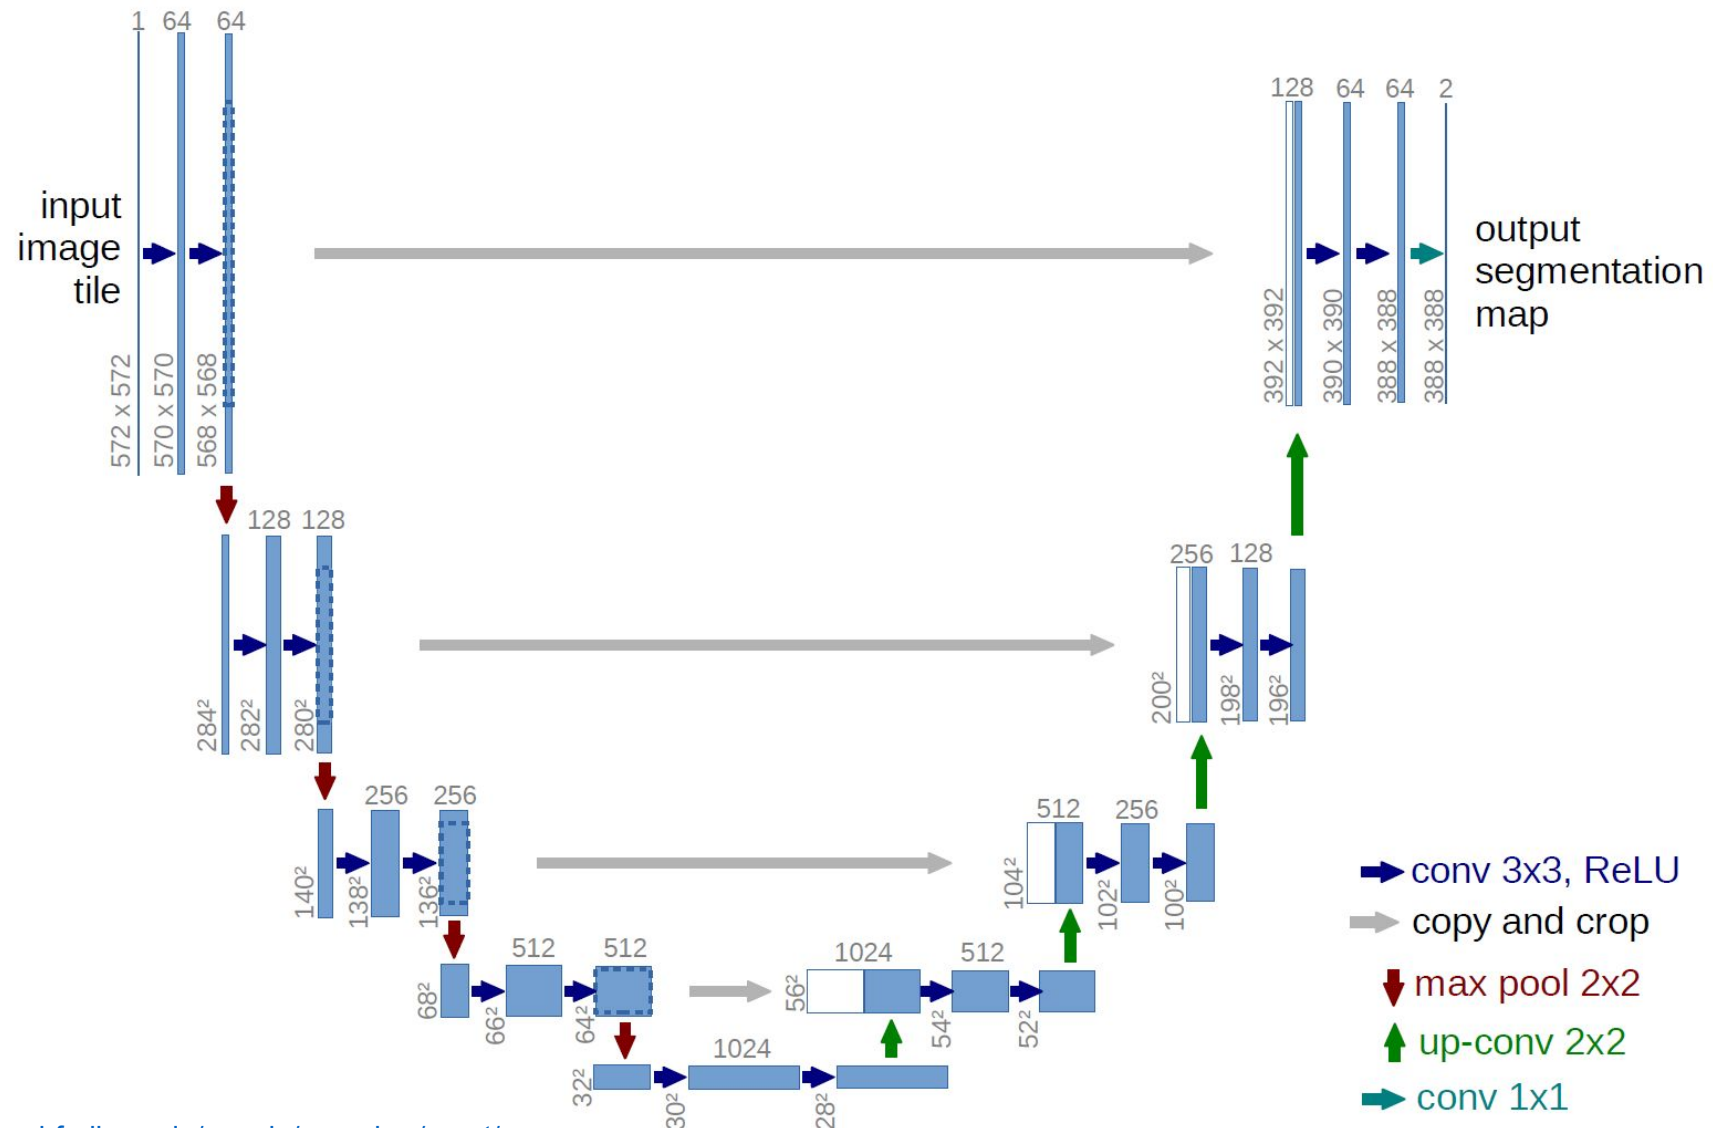 1 64 64
input
image
tile
572 x 572
570 x 570
568 x 568
128 64 64 2
392 x 392
390 x 390
388 x 388
388 x 388
output
segmentation
map
128 128
284²
282²
280²
256 128
200²
198²
196²
256 256
140²
138²
136²
512 256
104²
102²
100²
512 512
68²
66²
64²
1024 512
56²
54²
52²
1024
32²
30²
28²
conv 3x3, ReLU
copy and crop
max pool 2x2
up-conv 2x2
conv 1x1